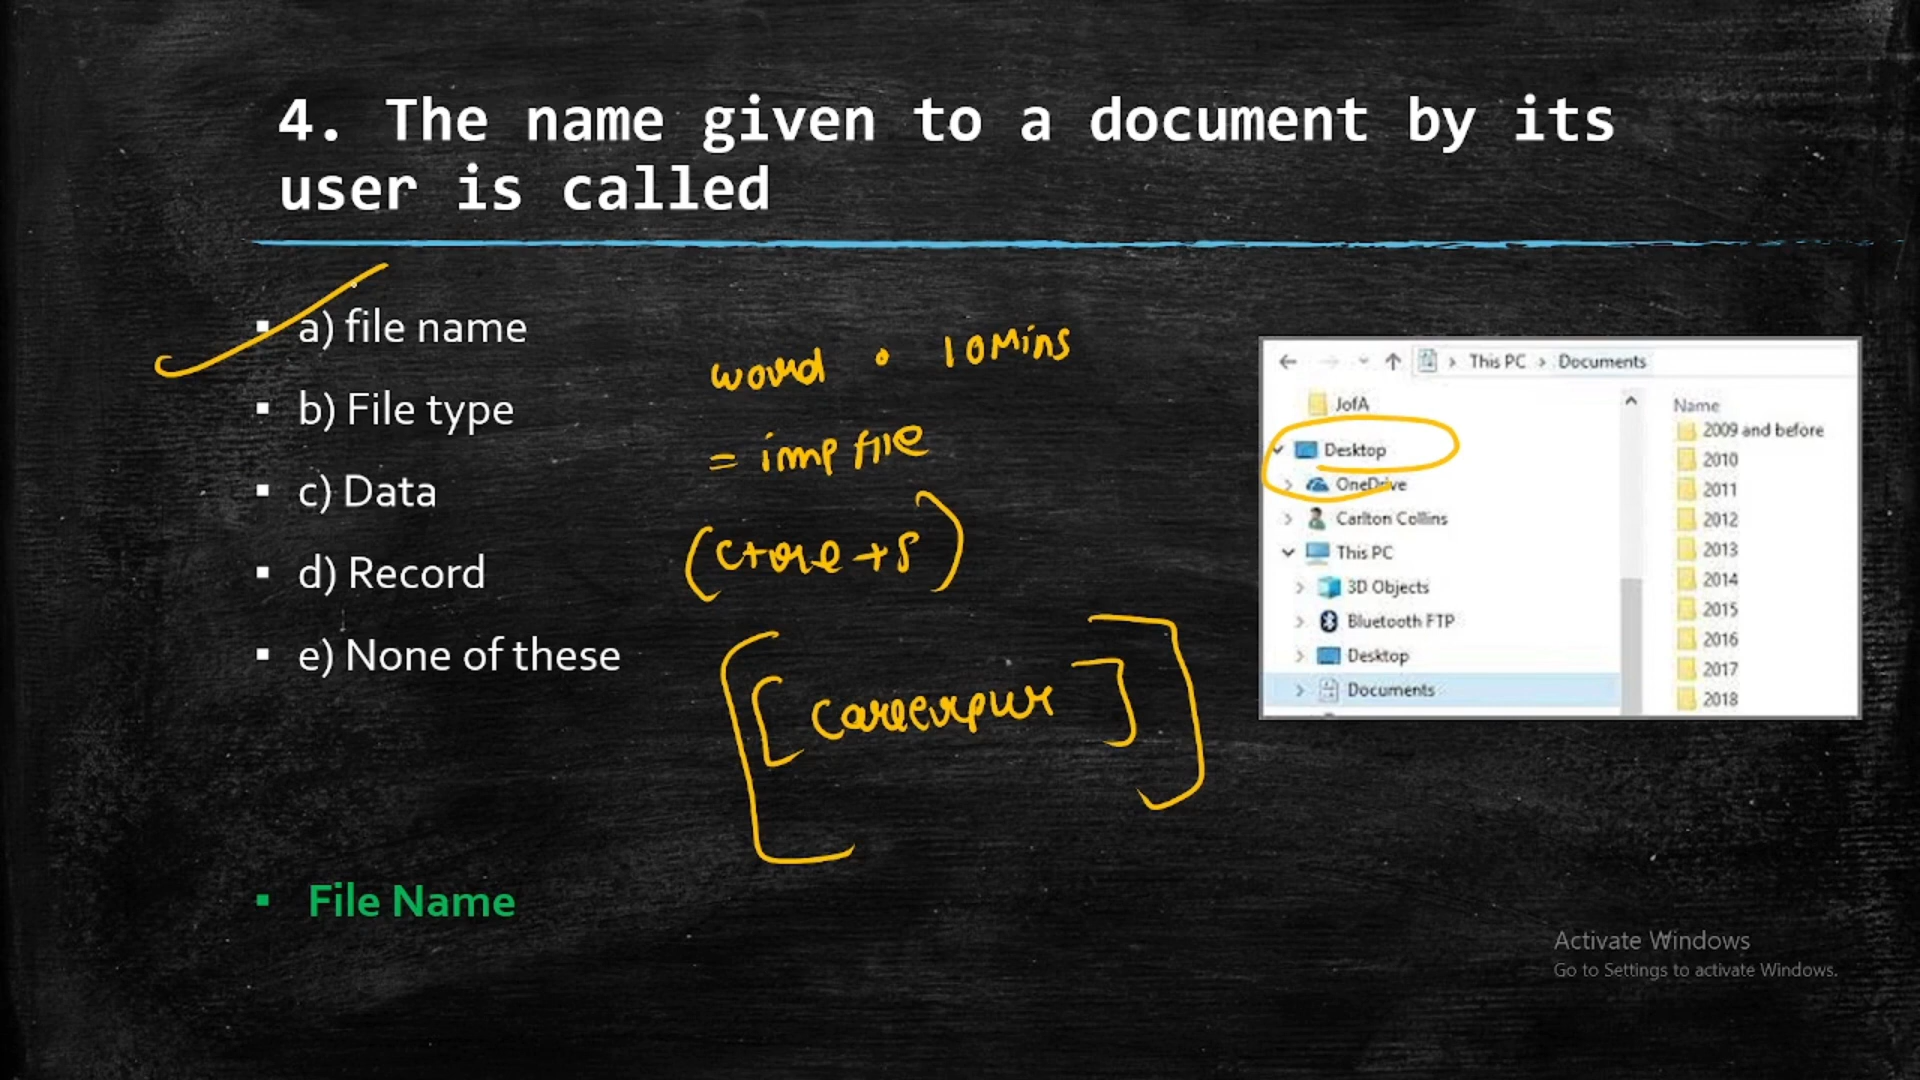 4. The name given to a document by its
user is called
▪ a) file name
▪ b) File type
▪ c) Data
▪ d) Record
▪ e) None of these
▪ File Name
word • 10Mins
= imp file
+ S
This PC > Documents
JofA
Desktop
OneDrive
Carlton Collins
This PC
3D Objects
Bluetooth FTP
Desktop
Documents
Name
2009 and before
2010
2011
2012
2013
2014
2015
2016
2017
2018
Activate Windows
Go to Settings to activate Windows.